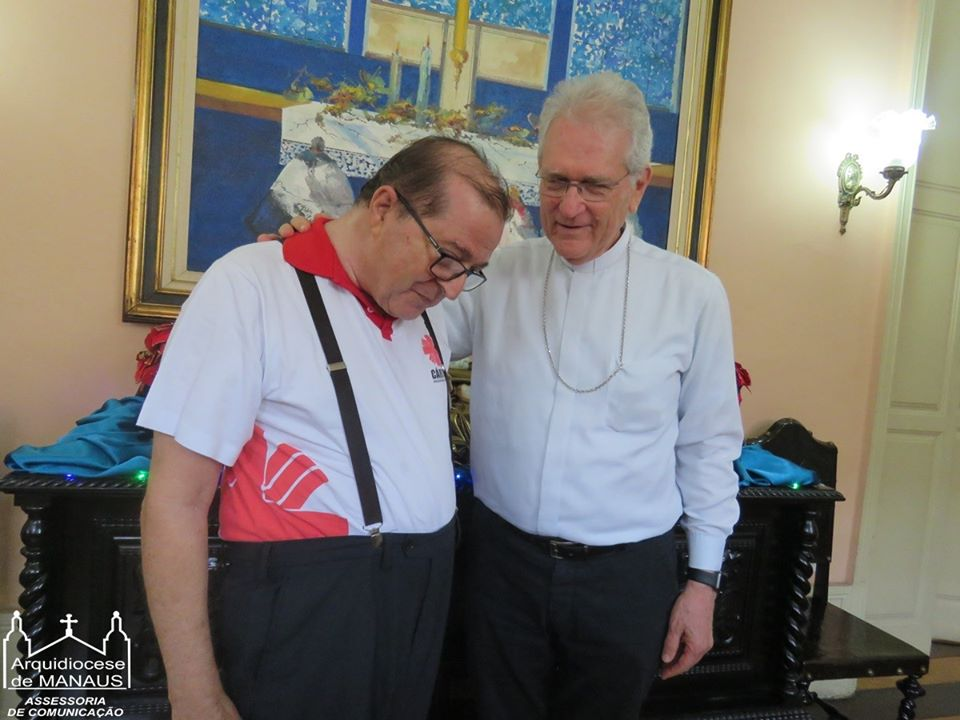 Arquidiocese
de MANAUS
ASSESSORIA
DE COMUNICAÇÃO